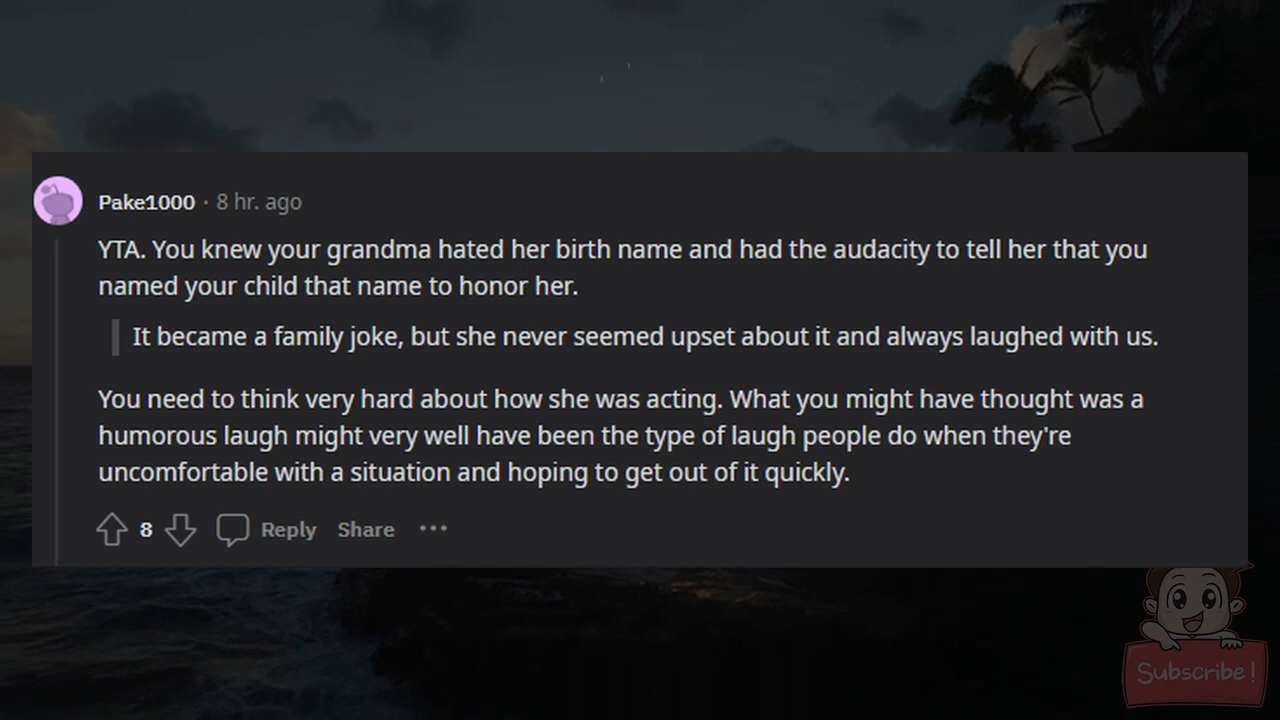 Pake1000 · 8 hr. ago
YTA. You knew your grandma hated her birth name and had the audacity to tell her that you
named your child that name to honor her.
It became a family joke, but she never seemed upset about it and always laughed with us.
You need to think very hard about how she was acting. What you might have thought was a
humorous laugh might very well have been the type of laugh people do when they're
uncomfortable with a situation and hoping to get out of it quickly.
8 Reply Share ···
Subscribe!